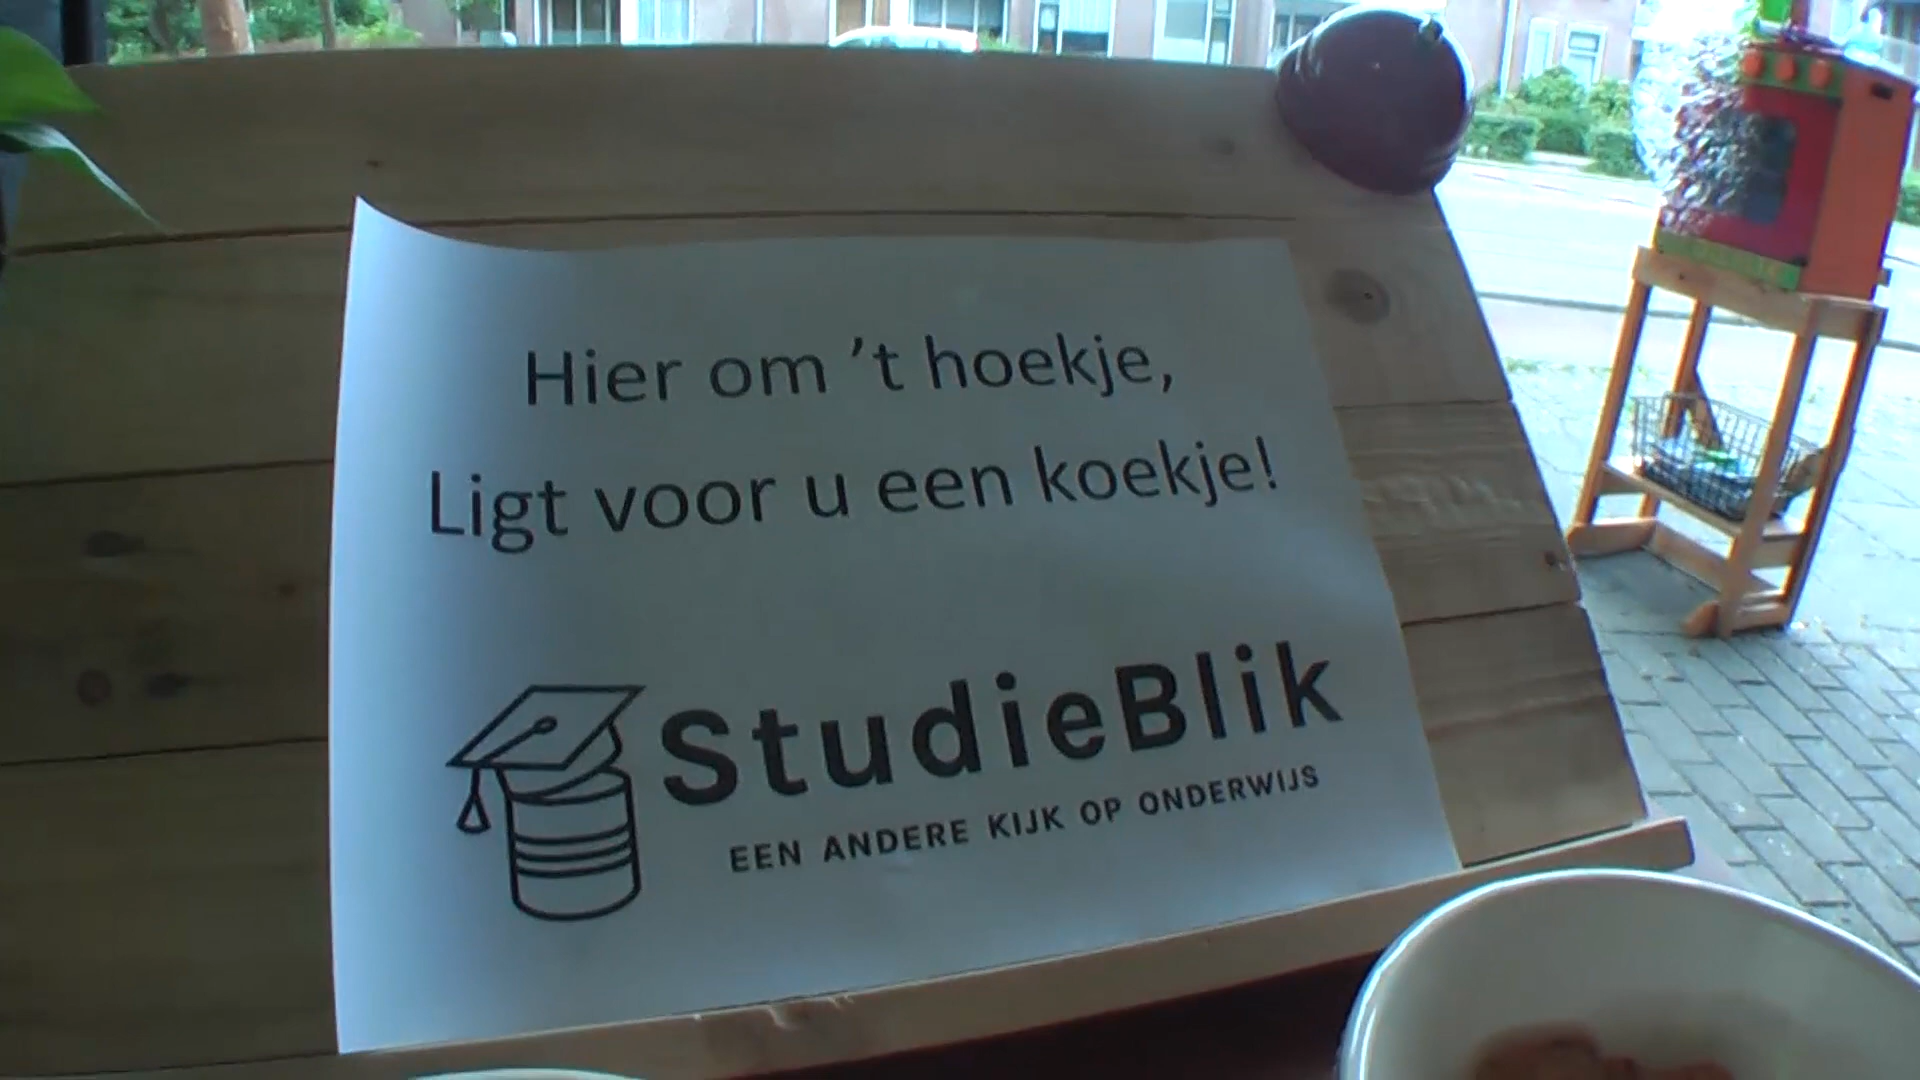 Hier om ’t hoekje,
Ligt voor u een koekje!
StudieBlik
EEN ANDERE KIJK OP ONDERWIJS